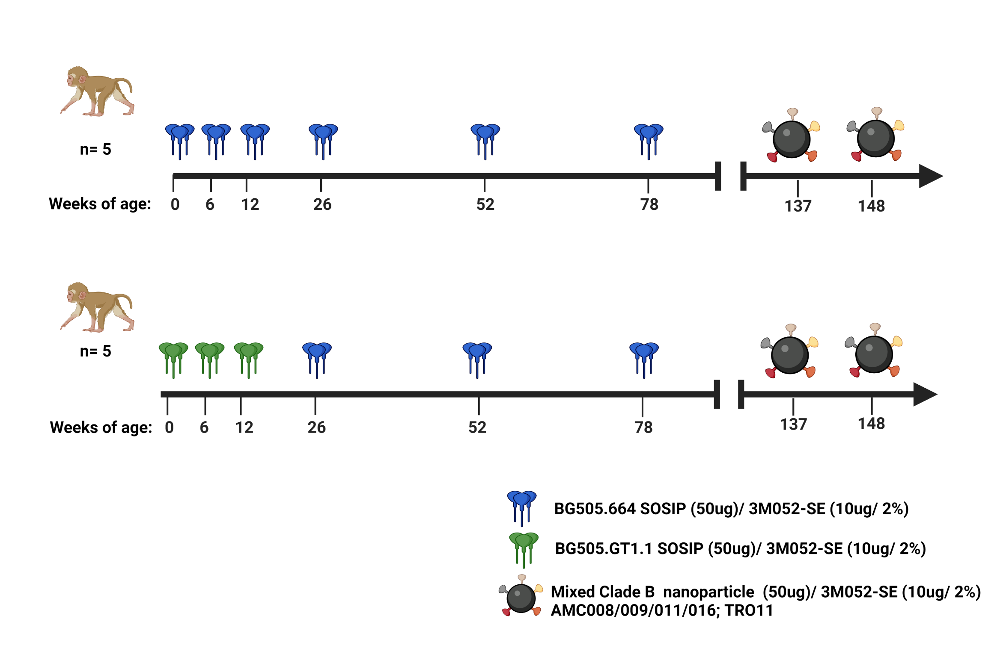 n= 5
Weeks of age: 0 6 12 26 52 78 137 148
n= 5
Weeks of age: 0 6 12 26 52 78 137 148
BG505.664 SOSIP (50ug)/ 3M052-SE (10ug/ 2%)
BG505.GT1.1 SOSIP (50ug)/ 3M052-SE (10ug/ 2%)
Mixed Clade B nanoparticle (50ug)/ 3M052-SE (10ug/ 2%)
AMC008/009/011/016; TRO11